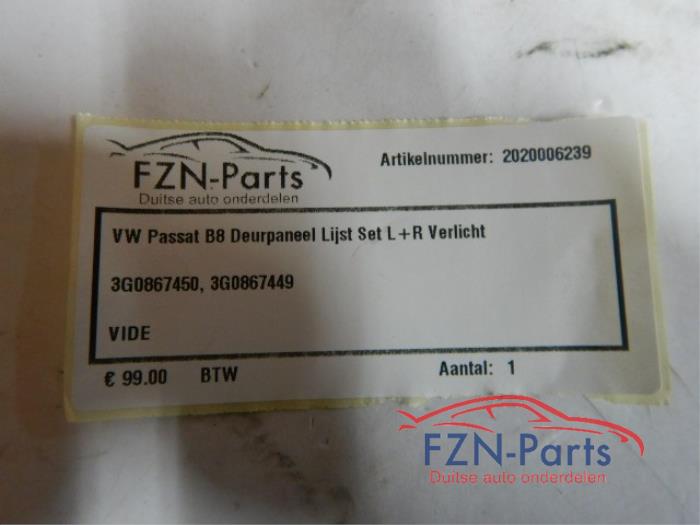 FZN-Parts
Duitse auto onderdelen
Artikelnummer: 2020006239
VW Passat B8 Deurpaneel Lijst Set L+R Verlicht
3G0867450, 3G0867449
VIDE
€ 99.00 BTW Aantal: 1
FZN-Parts
Duitse auto onderdelen